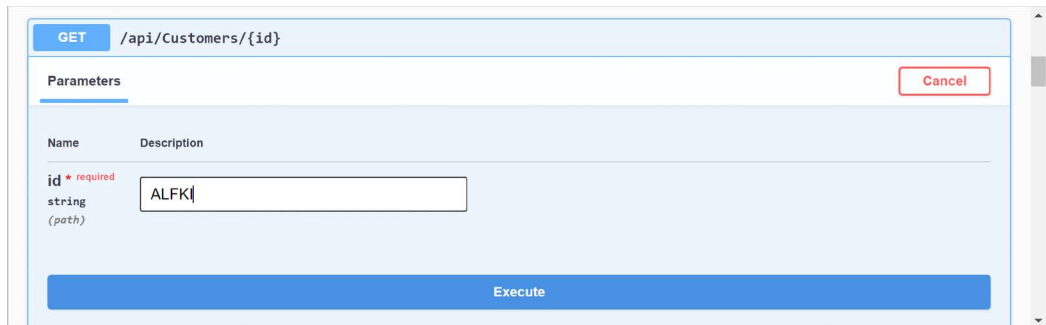 GET /api/Customers/{id}
Parameters Cancel
Name Description
id * required
string
(path)
ALFKI
Execute